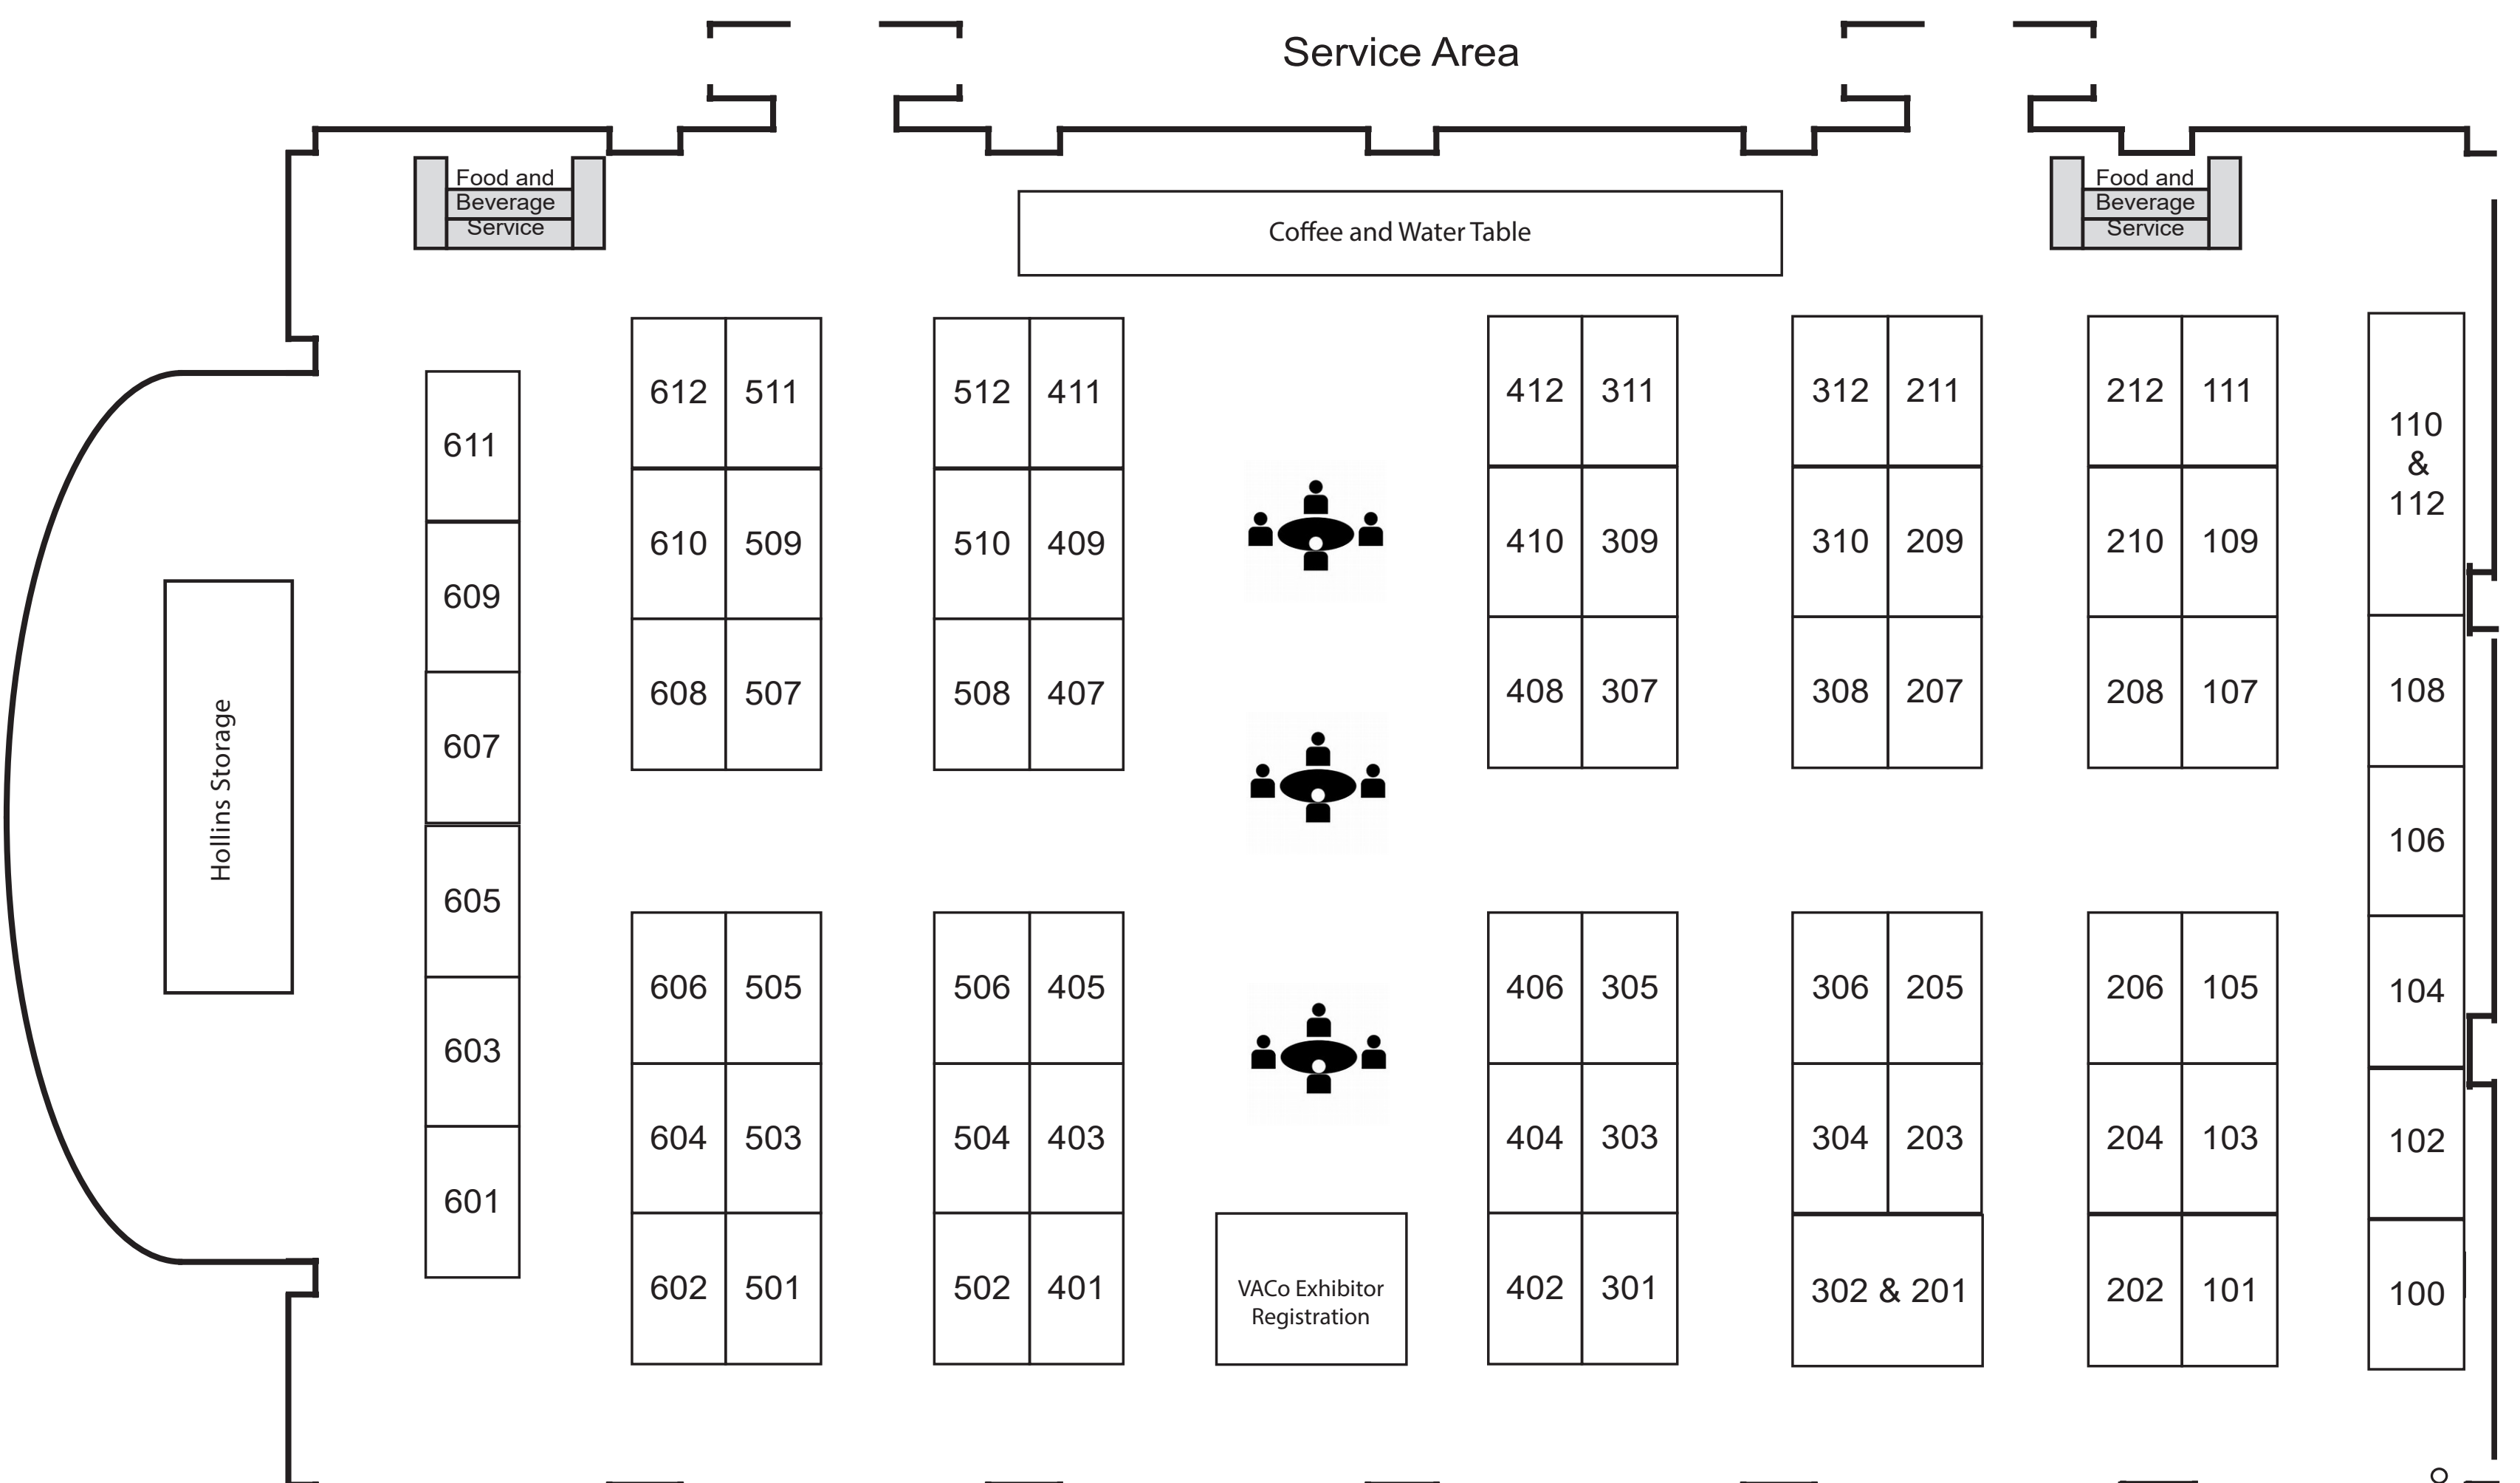 Service Area
Food and
Beverage
Service
Coffee and Water Table
Food and
Beverage
Service
612 511 512 411 412 311 312 211 212 111
110
&
112
611
610 509 510 409 410 309 310 209 210 109
609
608 507 508 407 408 307 308 207 208 107 108
607
Hollins Storage
106
605
606 505 506 405 406 305 306 205 206 105 104
603
604 503 504 403 404 303 304 203 204 103 102
601
602 501 502 401
VACo Exhibitor
Registration
402 301 302 & 201 202 101 100